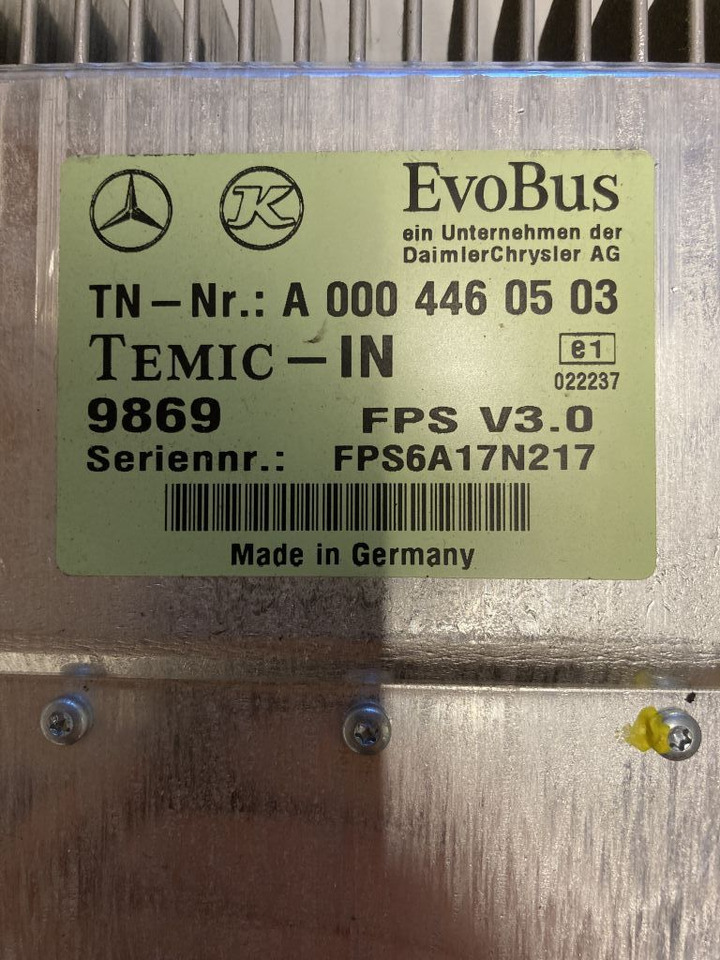 K
EvoBus
ein Unternehmen der
DaimlerChrysler AG
TN-Nr.: A 000 446 05 03
TEMIC-IN
e1
022237
9869 FPS V3.0
Seriennr.: FPS6A17N217
Made in Germany